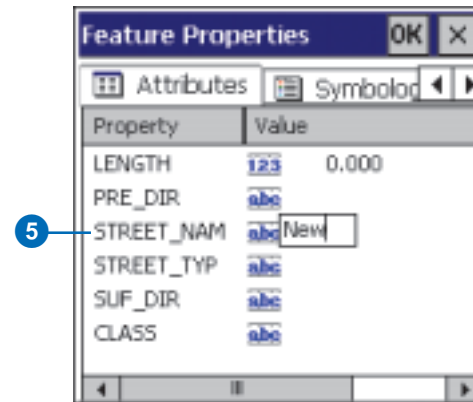 Feature Properties OK
Attributes Symbolog
Property Value
LENGTH 123 0.000
PRE_DIR abc
5 STREET_NAM abc New
STREET_TYP abc
SUF_DIR abc
CLASS abc